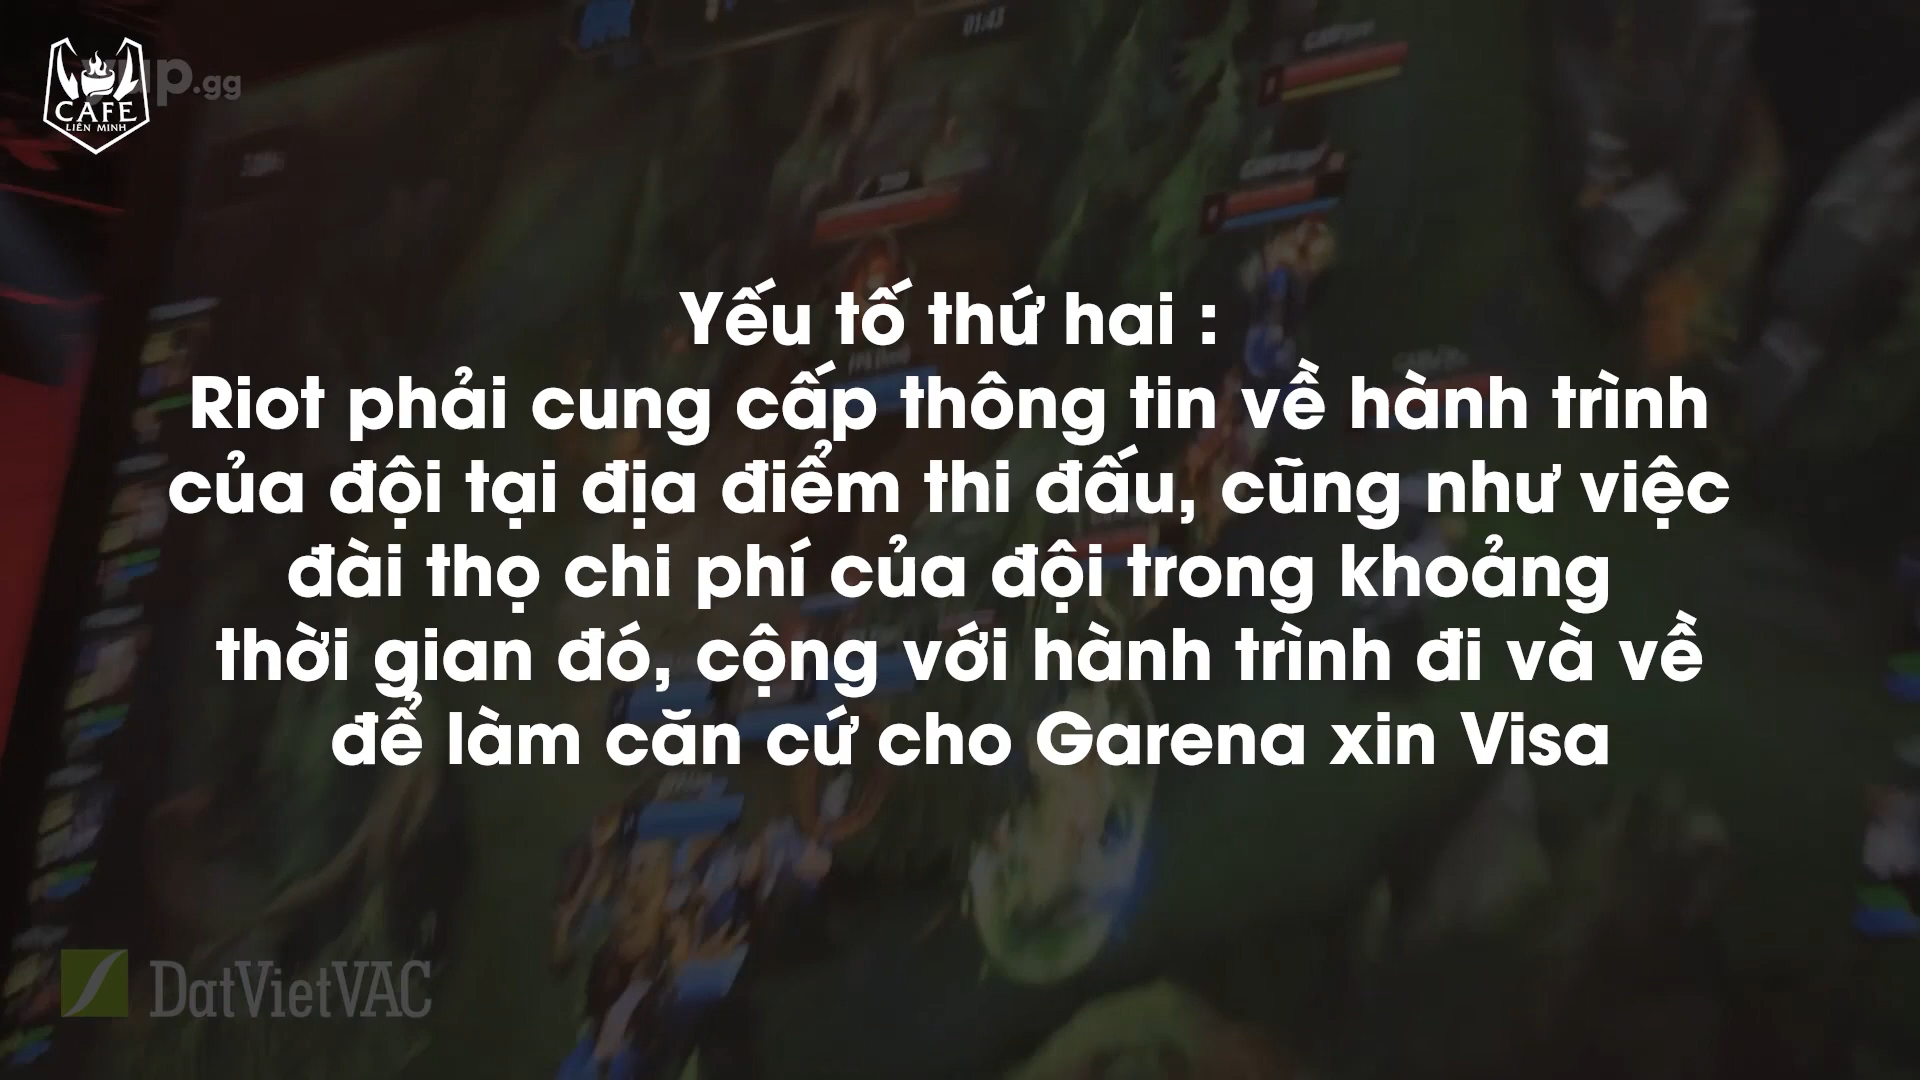 CAFE
LIÊN MINH
.gg
01:43
Yếu tố thứ hai :
Riot phải cung cấp thông tin về hành trình
của đội tại địa điểm thi đấu, cũng như việc
đài thọ chi phí của đội trong khoảng
thời gian đó, cộng với hành trình đi và về
để làm căn cứ cho Garena xin Visa
DatVietVAC